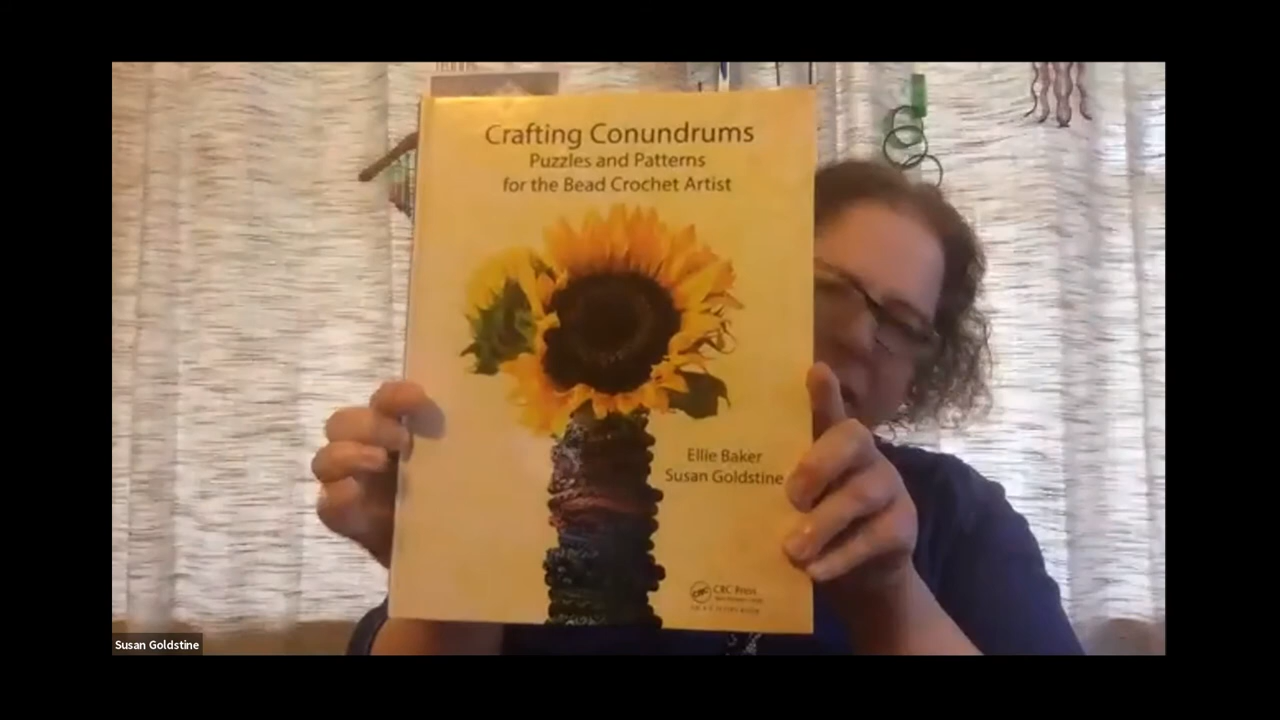 Crafting Conundrums
Puzzles and Patterns
for the Bead Crochet Artist
Ellie Baker
Susan Goldstine
CRC Press
Susan Goldstine